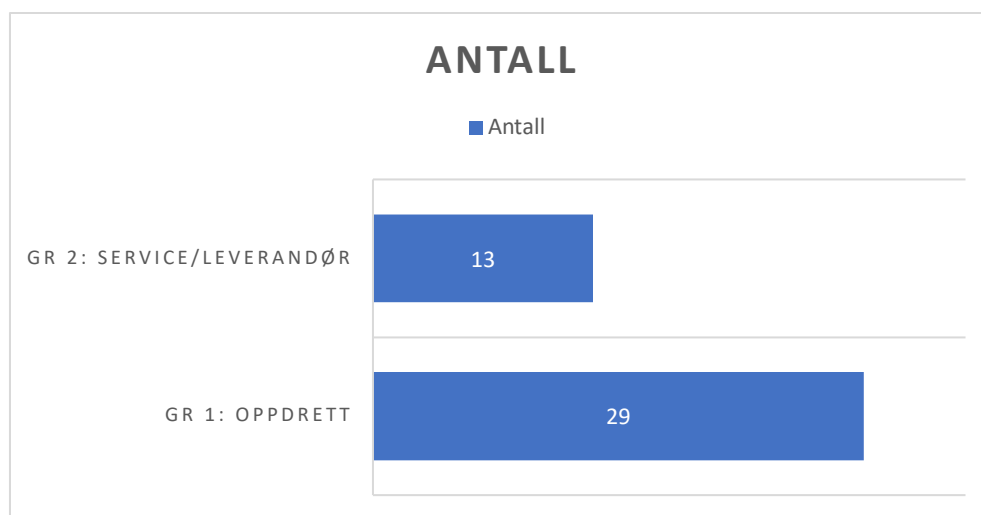 ANTALL
Antall
GR 2: SERVICE/LEVERANDØR
13
GR 1: OPPDRETT
29